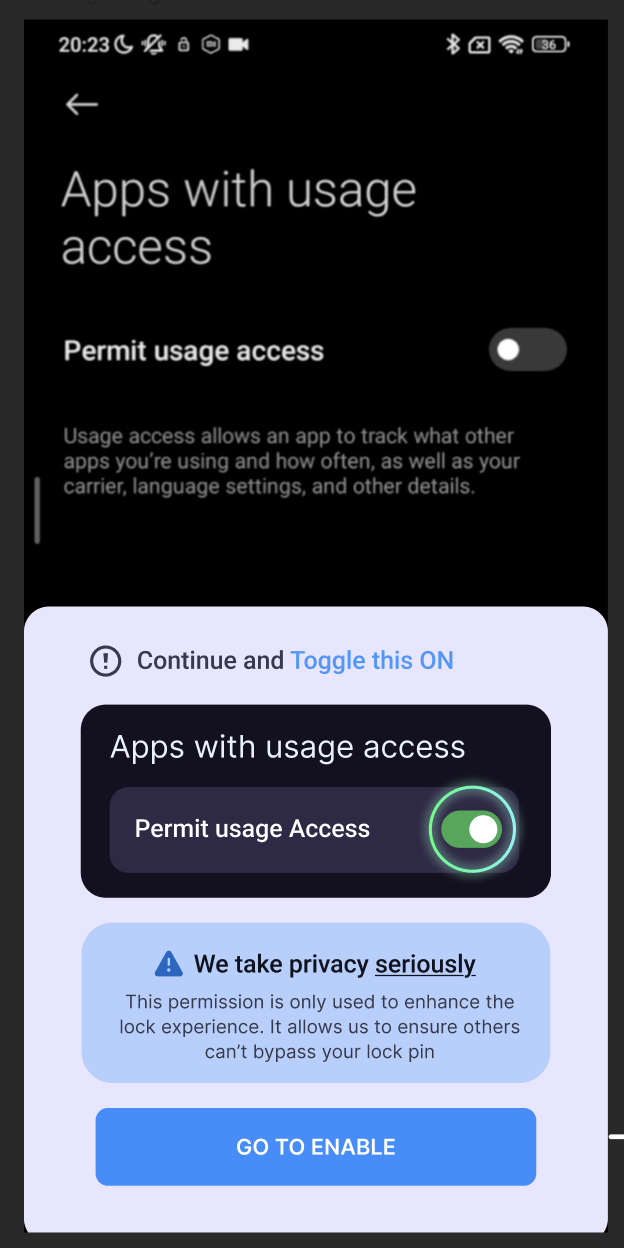 20:23
36
Apps with usage
access
Permit usage access
Usage access allows an app to track what other
apps you're using and how often, as well as your
carrier, language settings, and other details.
Continue and Toggle this ON
Apps with usage access
Permit usage Access
We take privacy seriously
This permission is only used to enhance the
lock experience. It allows us to ensure others
can't bypass your lock pin
GO TO ENABLE